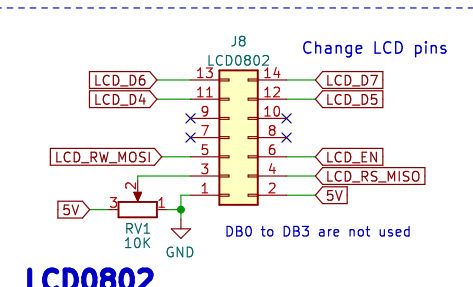 J8
LCD0802
Change LCD pins
LCD_D6 13 14 LCD_D7
LCD_D4 11 12 LCD_D5
9 10
7 8
LCD_RW_MOSI 5 6 LCD_EN
3 4 LCD_RS_MISO
1 2 5V
5V 3 2 1
RV1
10K
GND
DB0 to DB3 are not used
LCD0802